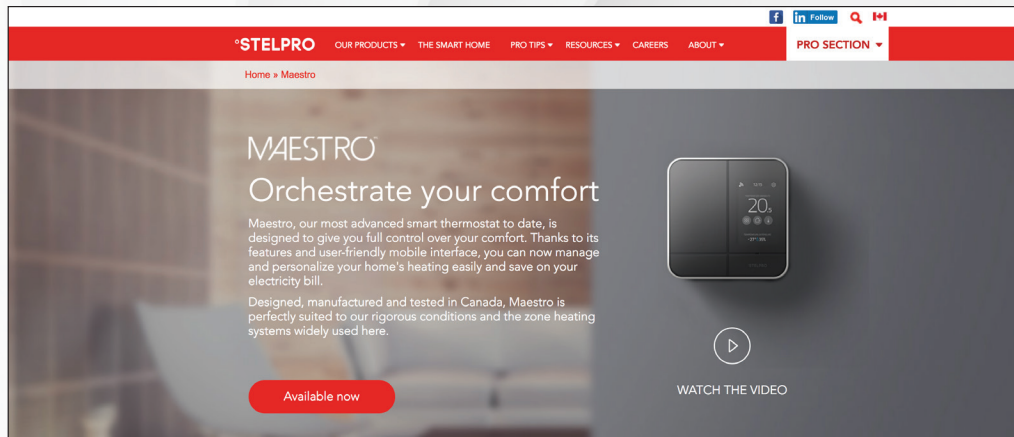 f in Follow
°STELPRO OUR PRODUCTS ▾ THE SMART HOME PRO TIPS ▾ RESOURCES ▾ CAREERS ABOUT ▾ PRO SECTION ▾
Home » Maestro
MAESTRO
Orchestrate your comfort
Maestro, our most advanced smart thermostat to date, is
designed to give you full control over your comfort. Thanks to its
features and user-friendly mobile interface, you can now manage
and personalize your home's heating easily and save on your
electricity bill.
Designed, manufactured and tested in Canada, Maestro is
perfectly suited to our rigorous conditions and the zone heating
systems widely used here.
Available now
20
WATCH THE VIDEO